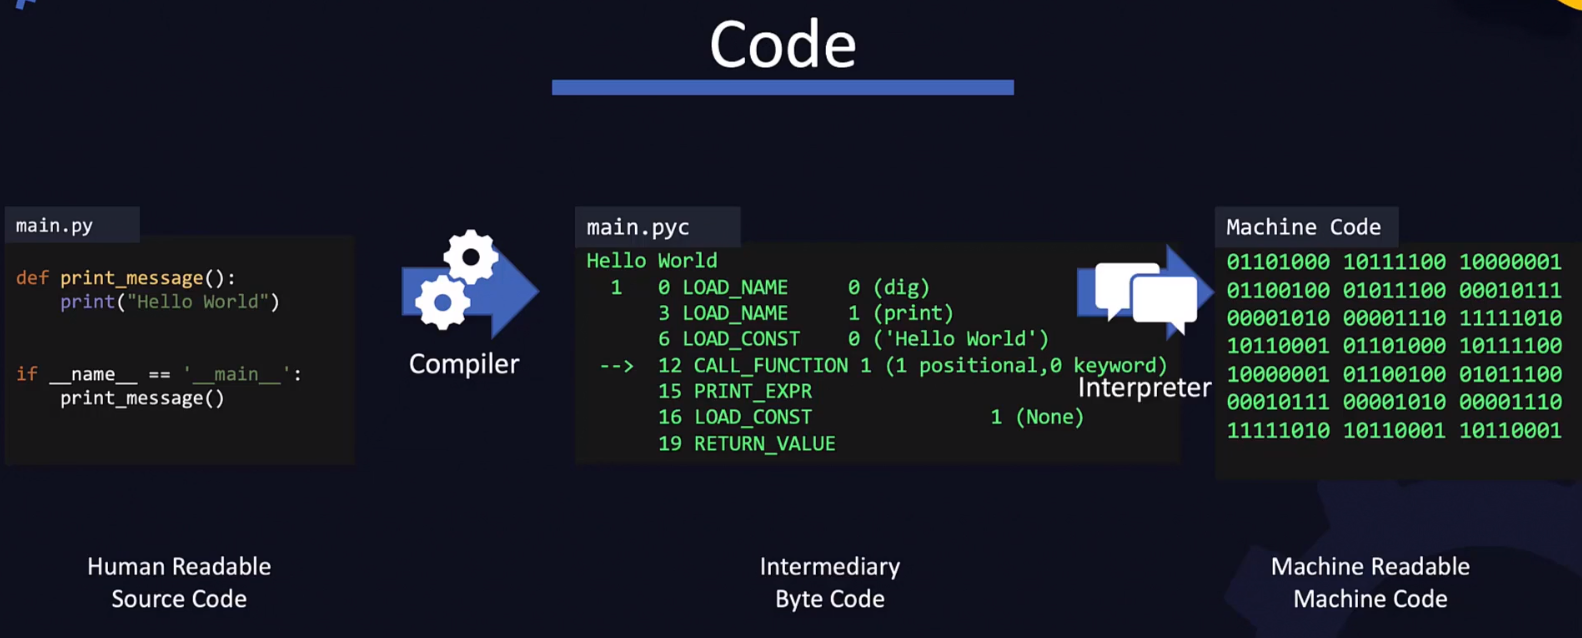 Code
main.py
def print_message():
print("Hello World")
if __name__ == '__main__':
print_message()
Compiler
main.pyc
Hello World
1 0 LOAD_NAME 0 (dig)
3 LOAD_NAME 1 (print)
6 LOAD_CONST 0 ('Hello World')
--> 12 CALL_FUNCTION 1 (1 positional,0 keyword)
15 PRINT_EXPR
16 LOAD_CONST 1 (None)
19 RETURN_VALUE
Interpreter
Machine Code
01101000 10111100 10000001
01100100 01011100 00010111
00001010 00001110 11111010
10110001 01101000 10111100
10000001 01100100 01011100
00010111 00001010 00001110
11111010 10110001 10110001
Human Readable
Source Code
Intermediary
Byte Code
Machine Readable
Machine Code